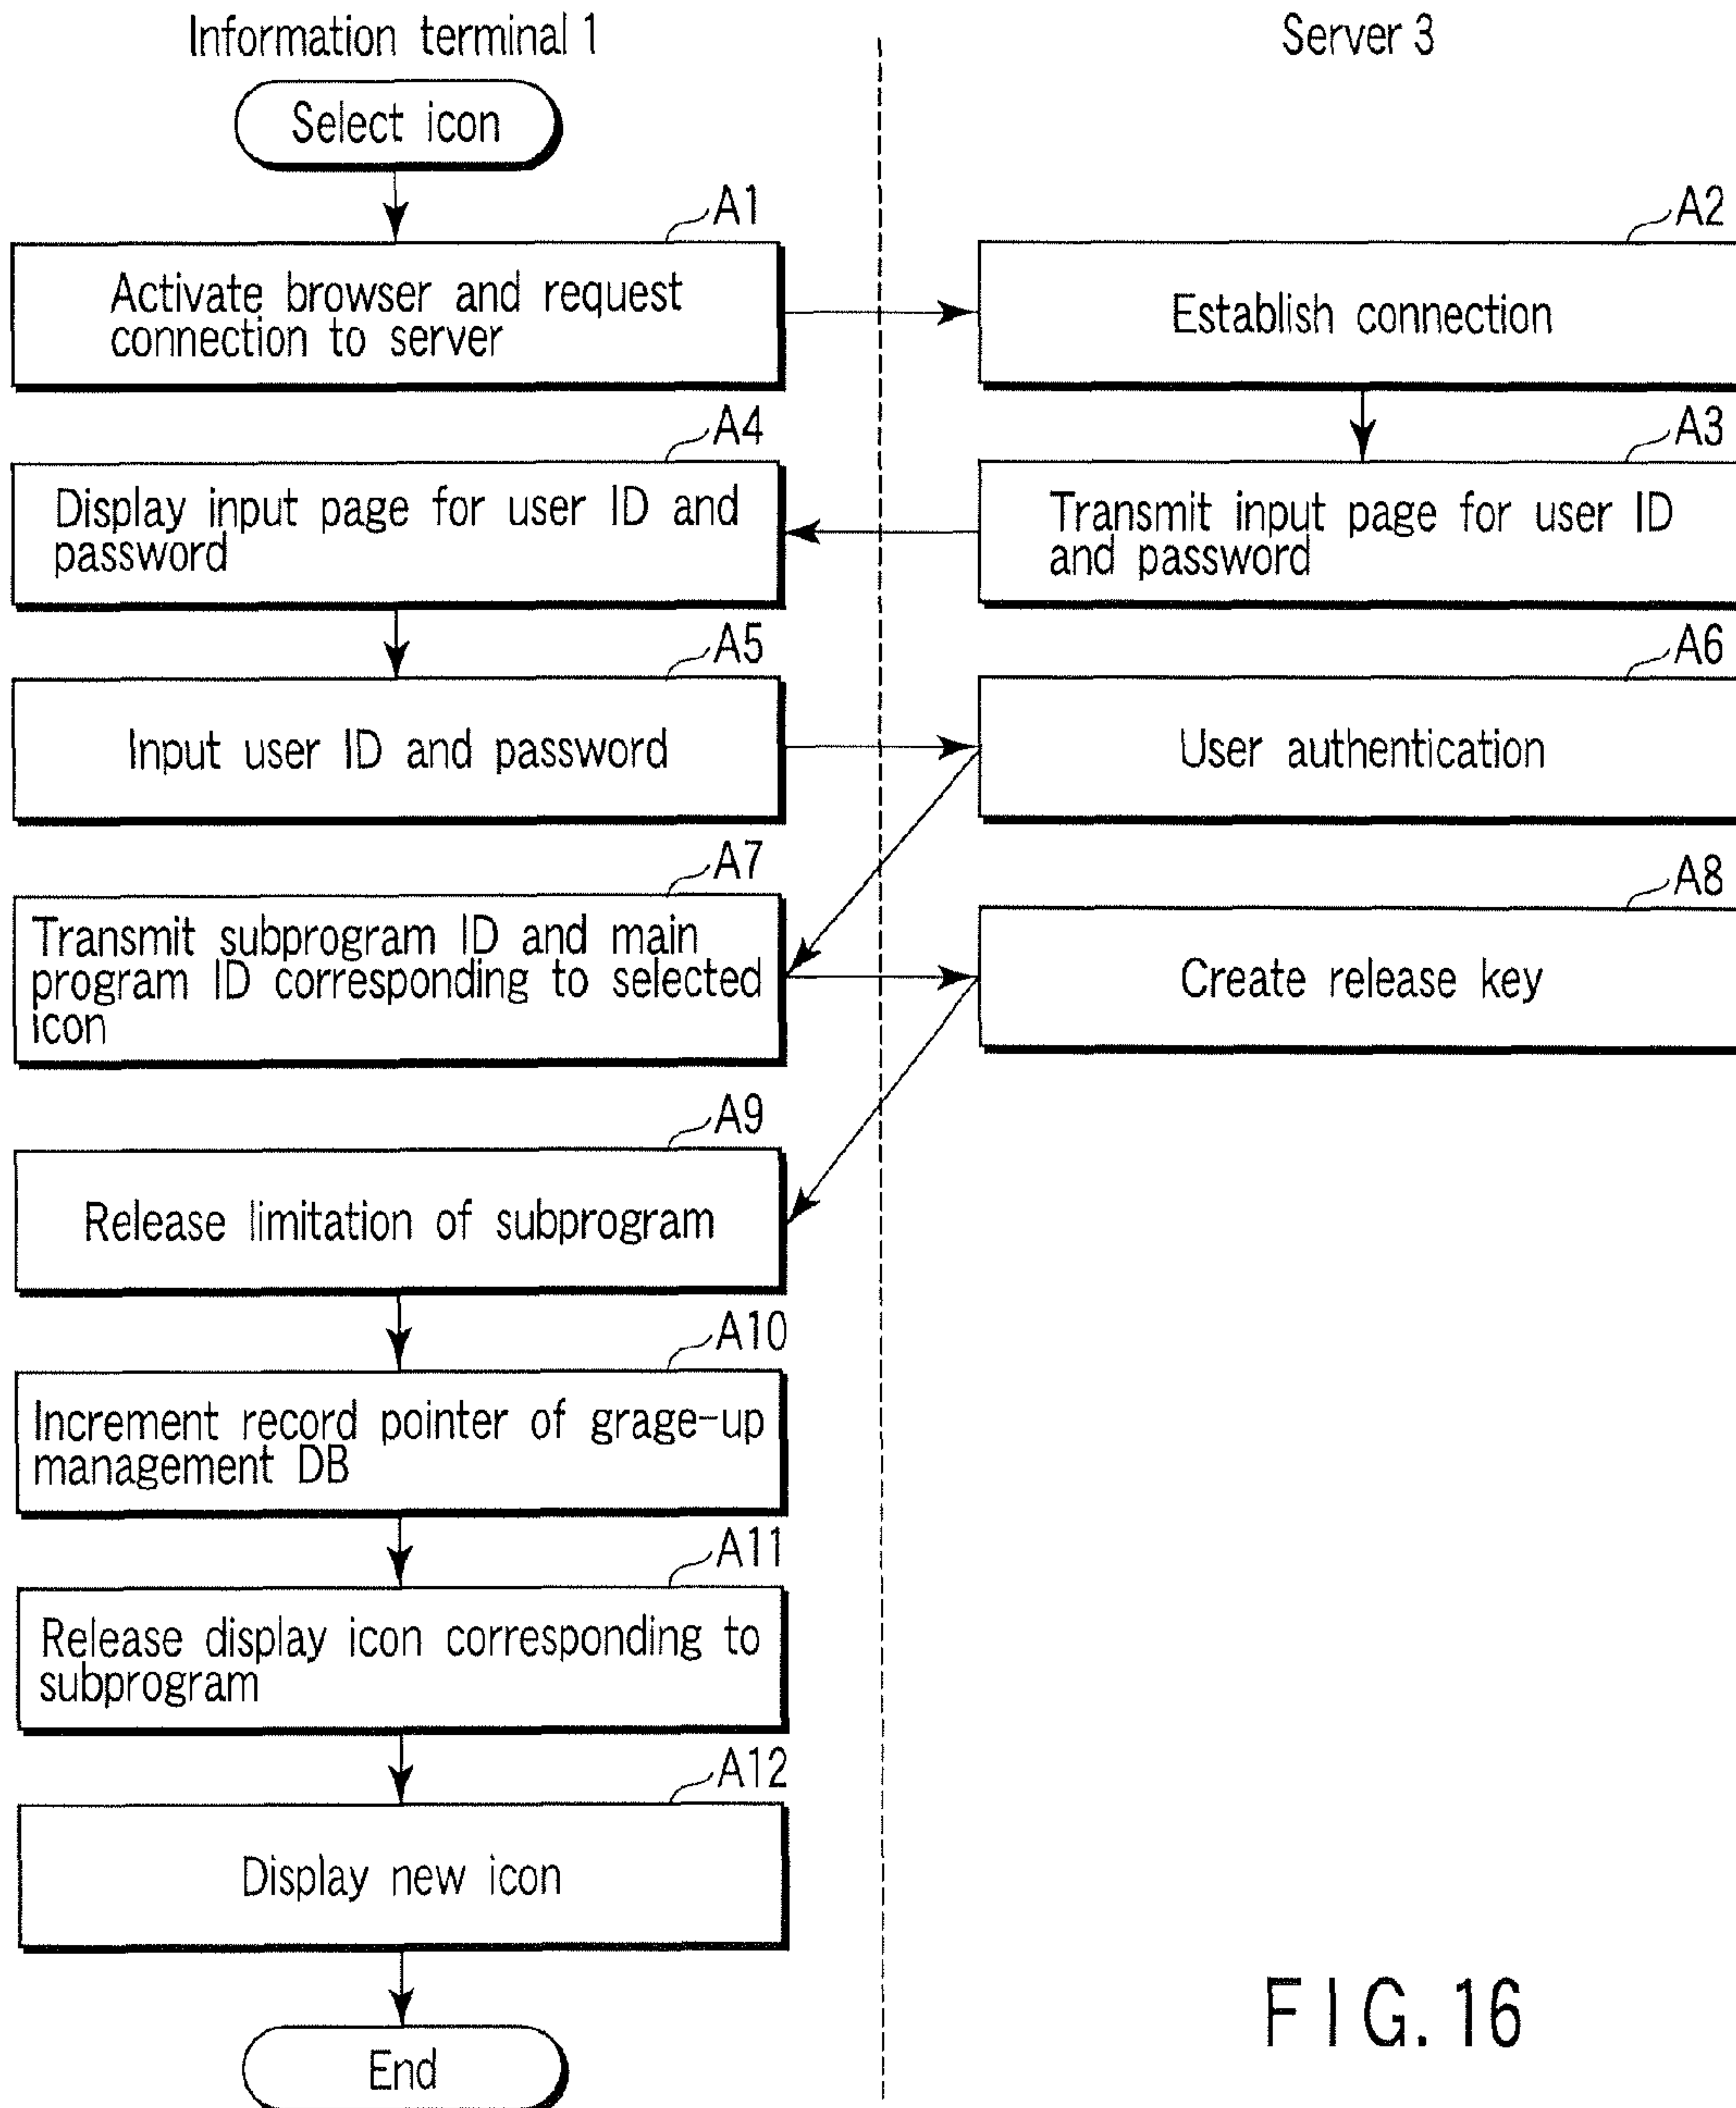 Information terminal 1
Server 3
Select icon
A1
Activate browser and request
connection to server
A2
Establish connection
A4
Display input page for user ID and
password
A3
Transmit input page for user ID
and password
A5
Input user ID and password
A6
User authentication
A7
Transmit subprogram ID and main
program ID corresponding to selected
icon
A8
Create release key
A9
Release limitation of subprogram
A10
Increment record pointer of grage-up
management DB
A11
Release display icon corresponding to
subprogram
A12
Display new icon
End
FIG. 16